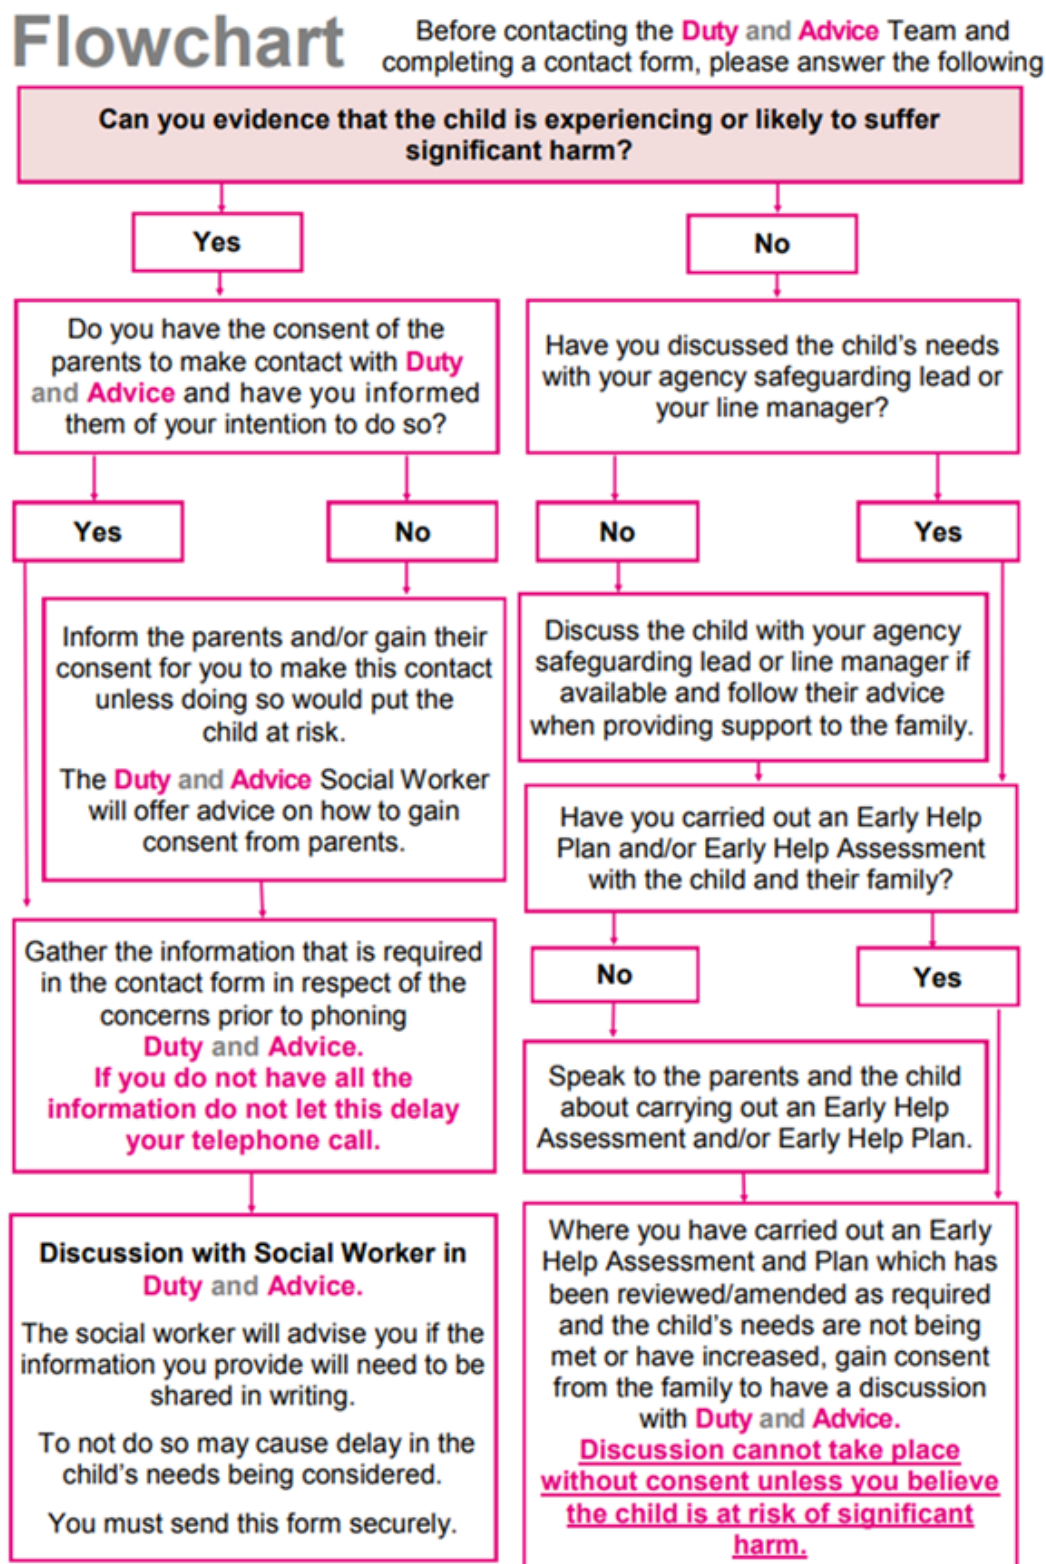 Flowchart
Before contacting the Duty and Advice Team and
completing a contact form, please answer the following
Can you evidence that the child is experiencing or likely to suffer
significant harm?
Yes
No
Do you have the consent of the
parents to make contact with Duty
and Advice and have you informed
them of your intention to do so?
Have you discussed the child's needs
with your agency safeguarding lead or
your line manager?
Yes
No
No
Yes
Inform the parents and/or gain their
consent for you to make this contact
unless doing so would put the
child at risk.
The Duty and Advice Social Worker
will offer advice on how to gain
consent from parents.
Discuss the child with your agency
safeguarding lead or line manager if
available and follow their advice
when providing support to the family.
Have you carried out an Early Help
Plan and/or Early Help Assessment
with the child and their family?
Gather the information that is required
in the contact form in respect of the
concerns prior to phoning
Duty and Advice.
If you do not have all the
information do not let this delay
your telephone call.
No
Yes
Speak to the parents and the child
about carrying out an Early Help
Assessment and/or Early Help Plan.
Discussion with Social Worker in
Duty and Advice.
The social worker will advise you if the
information you provide will need to be
shared in writing.
To not do so may cause delay in the
child's needs being considered.
You must send this form securely.
Where you have carried out an Early
Help Assessment and Plan which has
been reviewed/amended as required
and the child's needs are not being
met or have increased, gain consent
from the family to have a discussion
with Duty and Advice.
Discussion cannot take place
without consent unless you believe
the child is at risk of significant
harm.